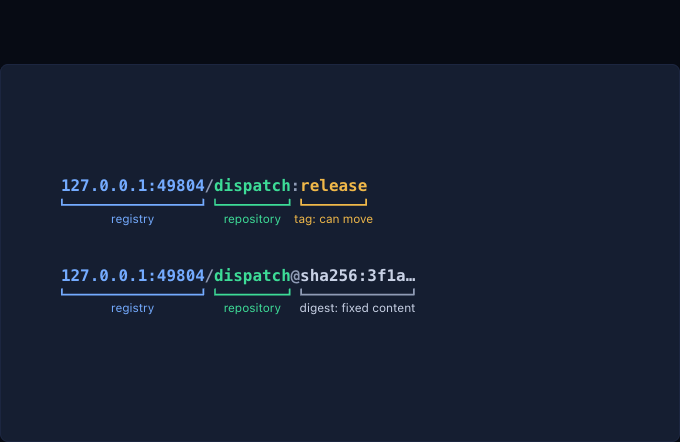 127.0.0.1:49804/dispatch:release
registry repository tag: can move
127.0.0.1:49804/dispatch@sha256:3f1a…
registry repository digest: fixed content